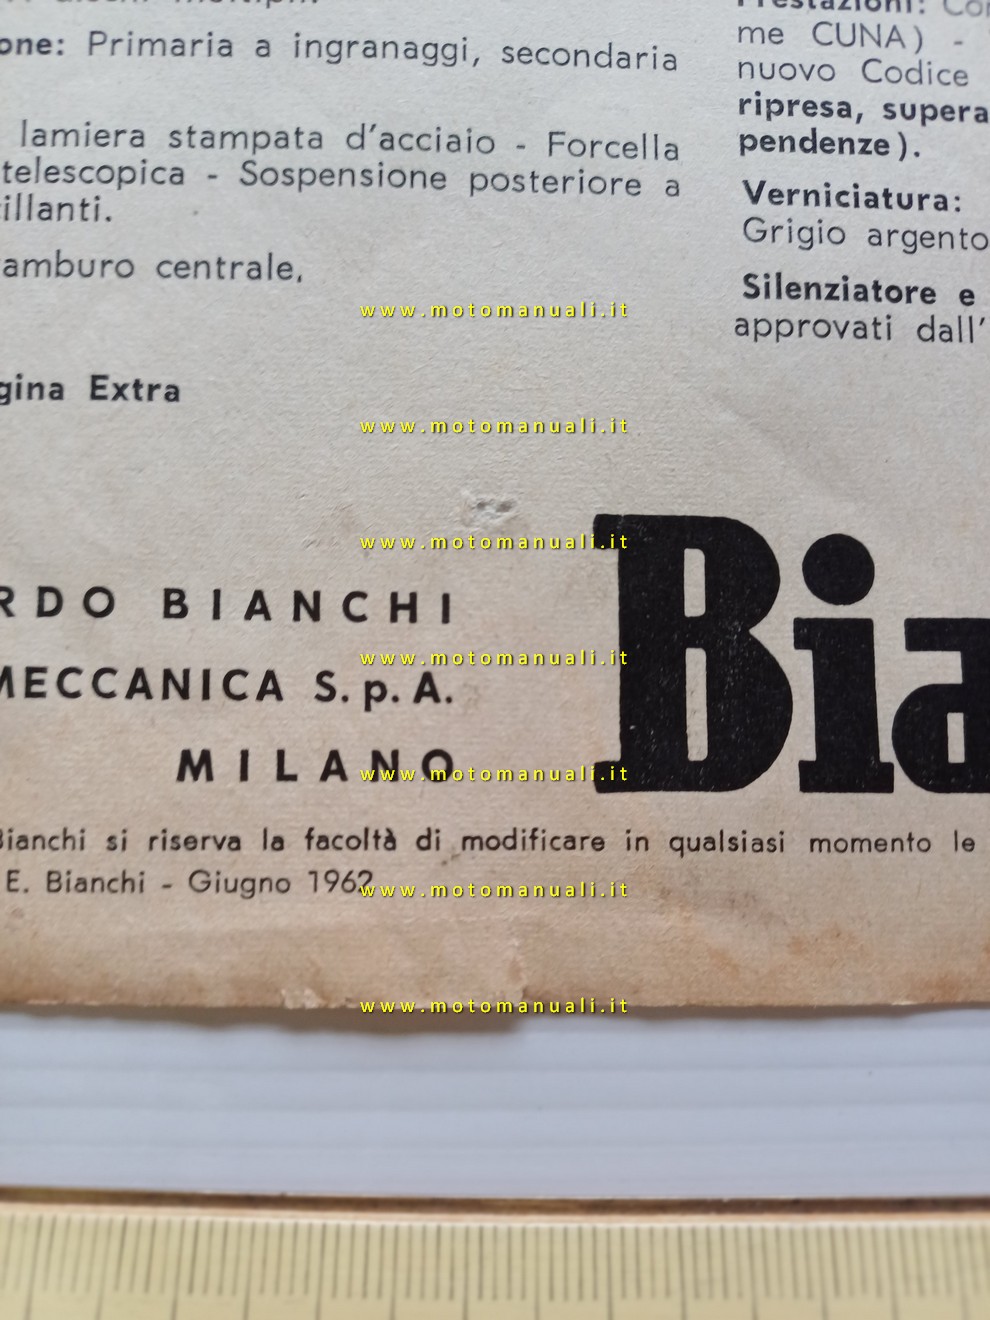 one: Primaria a ingranaggi, secondaria
lamiera stampata d'acciaio - Forcella
telescopica - Sospensione posteriore a
illanti.
amburo centrale,
gina Extra
Prestazioni:
me CUNA) -
nuovo Codice
ripresa, supera
pendenze).
Verniciatura:
Grigio argento
Silenziatore e
approvati dall'
www.motomanuali.it
www.motomanuali.it
www.motomanuali.it
www.motomanuali.it
www.motomanuali.it
www.motomanuali.it
www.motomanuali.it
RDO BIANCHI
MECCANICA S. p. A.
MILANO
Bia
Bianchi si riserva la facoltà di modificare in qualsiasi momento le
E. Bianchi - Giugno 1962